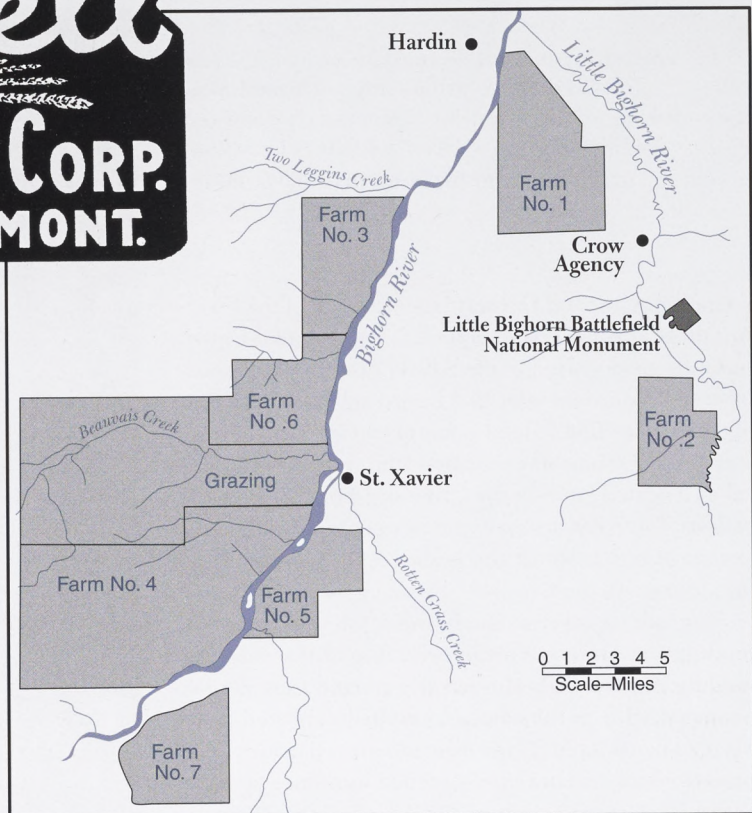 CORP.
MONT.
Hardin
Little Bighorn River
Two Leggins Creek
Farm
No. 1
Farm
No. 3
Crow
Agency
Bighorn River
Little Bighorn Battlefield
National Monument
Farm
No .6
Farm
No .2
Beauvais Creek
Grazing
St. Xavier
Farm No. 4
Farm
No. 5
Rotten Grass Creek
0 1 2 3 4 5
Scale–Miles
Farm
No. 7